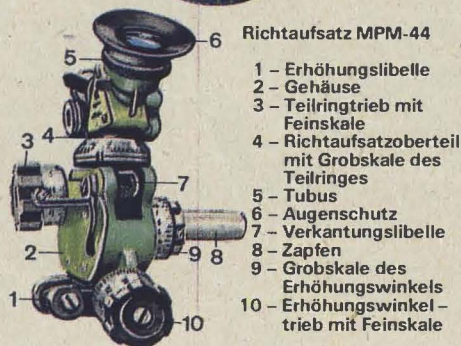 Richtaufsatz MPM-44
1 – Erhöhungslibelle
2 – Gehäuse
3 – Teilringtrieb mit
Feinskale
4 – Richtaufsatzoberteil
mit Grobskale des
Teilringes
5 – Tubus
6 – Augenschutz
7 – Verkantungslibelle
8 – Zapfen
9 – Grobskale des
Erhöhungswinkels
10 – Erhöhungswinkel –
trieb mit Feinskale
6
5
4
3
7
2
9
8
1
10